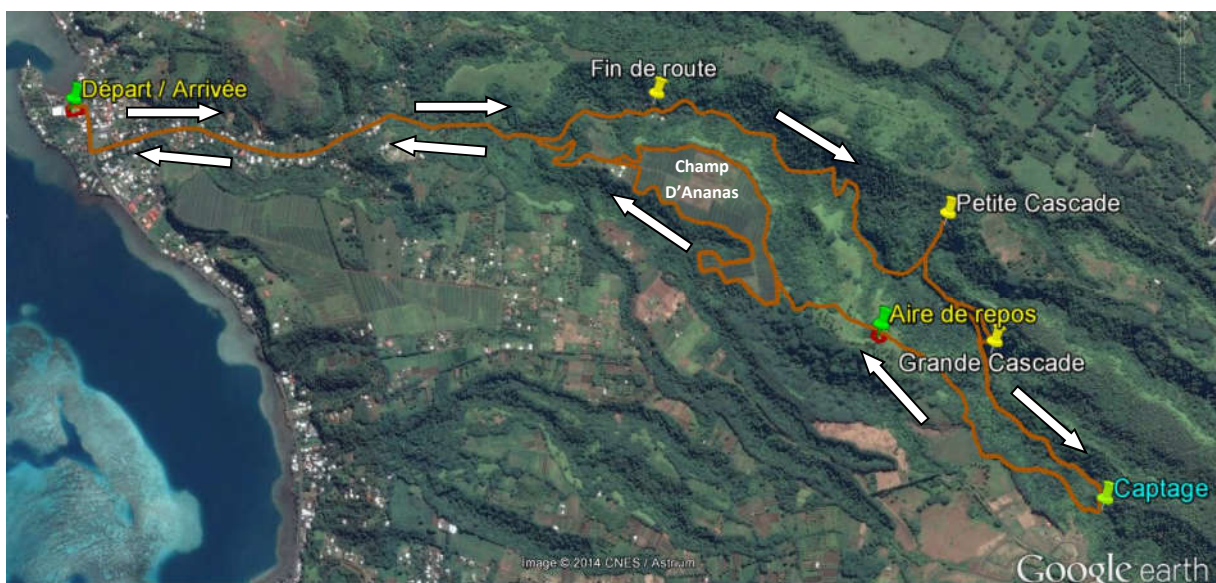 Fin de route
Départ / Arrivée
Champ
D'Ananas
Petite Cascade
Aire de repos
Grande Cascade
Captage
Image © 2014 CNES / Astrium
Google earth